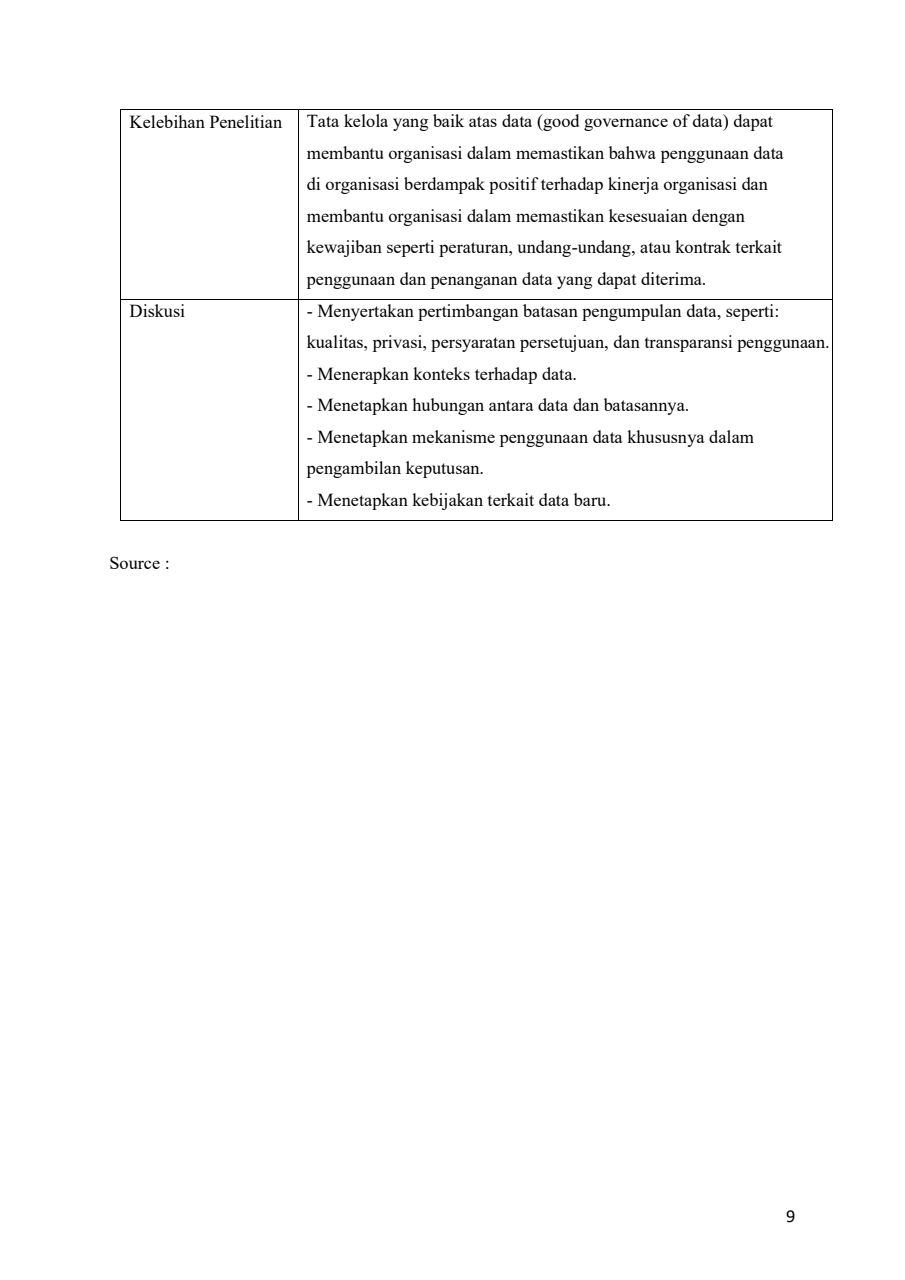 Kelebihan Penelitian
Tata kelola yang baik atas data (good governance of data) dapat
membantu organisasi dalam memastikan bahwa penggunaan data
di organisasi berdampak positif terhadap kinerja organisasi dan
membantu organisasi dalam memastikan kesesuaian dengan
kewajiban seperti peraturan, undang-undang, atau kontrak terkait
penggunaan dan penanganan data yang dapat diterima.
Diskusi
- Menyertakan pertimbangan batasan pengumpulan data, seperti:
kualitas, privasi, persyaratan persetujuan, dan transparansi penggunaan.
- Menerapkan konteks terhadap data.
- Menetapkan hubungan antara data dan batasannya.
- Menetapkan mekanisme penggunaan data khususnya dalam
pengambilan keputusan.
- Menetapkan kebijakan terkait data baru.
Source :
9